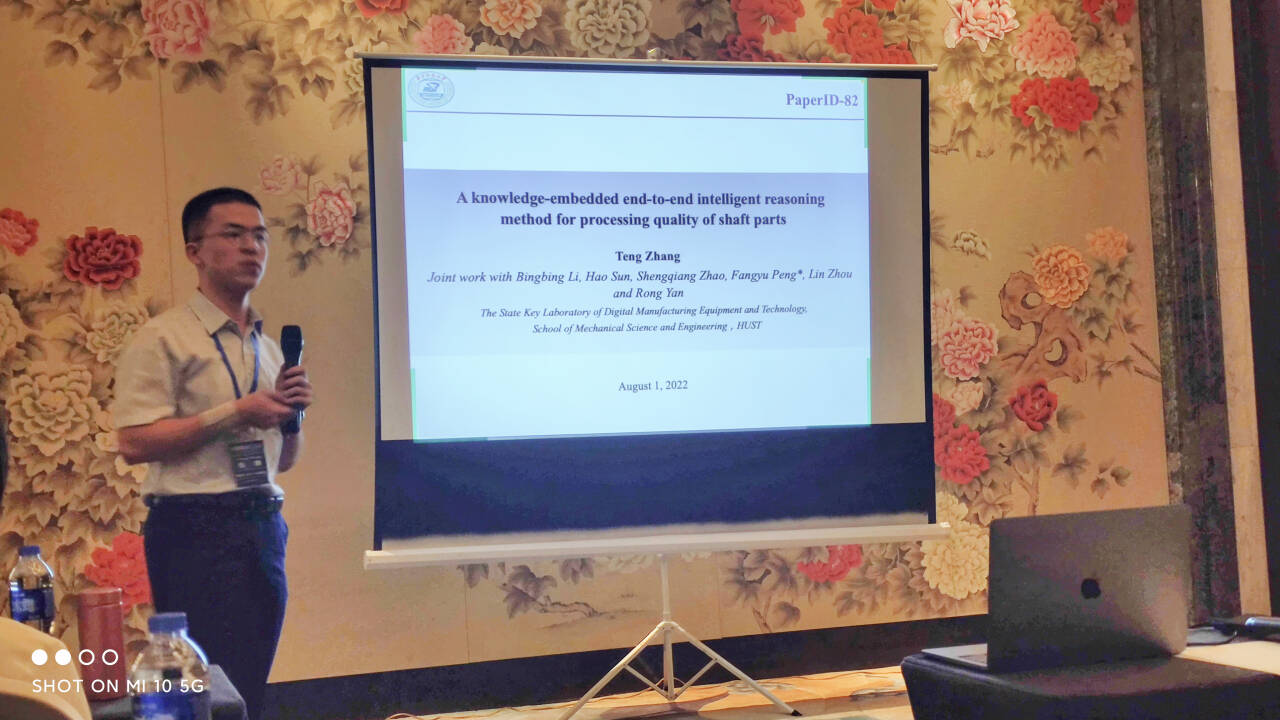 PaperID-82
A knowledge-embedded end-to-end intelligent reasoning
method for processing quality of shaft parts
Teng Zhang
Joint work with Bingbing Li, Hao Sun, Shengqiang Zhao, Fangyu Peng*, Lin Zhou
and Rong Yan
The State Key Laboratory of Digital Manufacturing Equipment and Technology,
School of Mechanical Science and Engineering , HUST
August 1, 2022
SHOT ON MI 10 5G